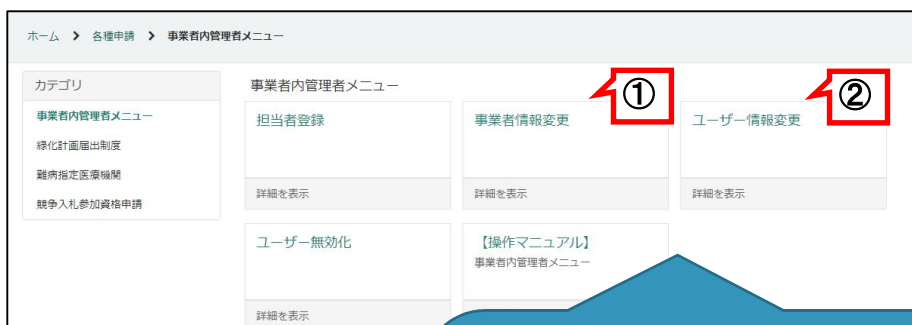 ホーム > 各種申請 > 事業者内管理者メニュー
カテゴリ
事業者内管理者メニュー
緑化計画届出制度
難病指定医療機関
競争入札参加資格申請
事業者内管理者メニュー
担当者登録
詳細を表示
事業者情報変更
①
詳細を表示
ユーザー情報変更
②
詳細を表示
ユーザー無効化
詳細を表示
【操作マニュアル】
事業者内管理者メニュー